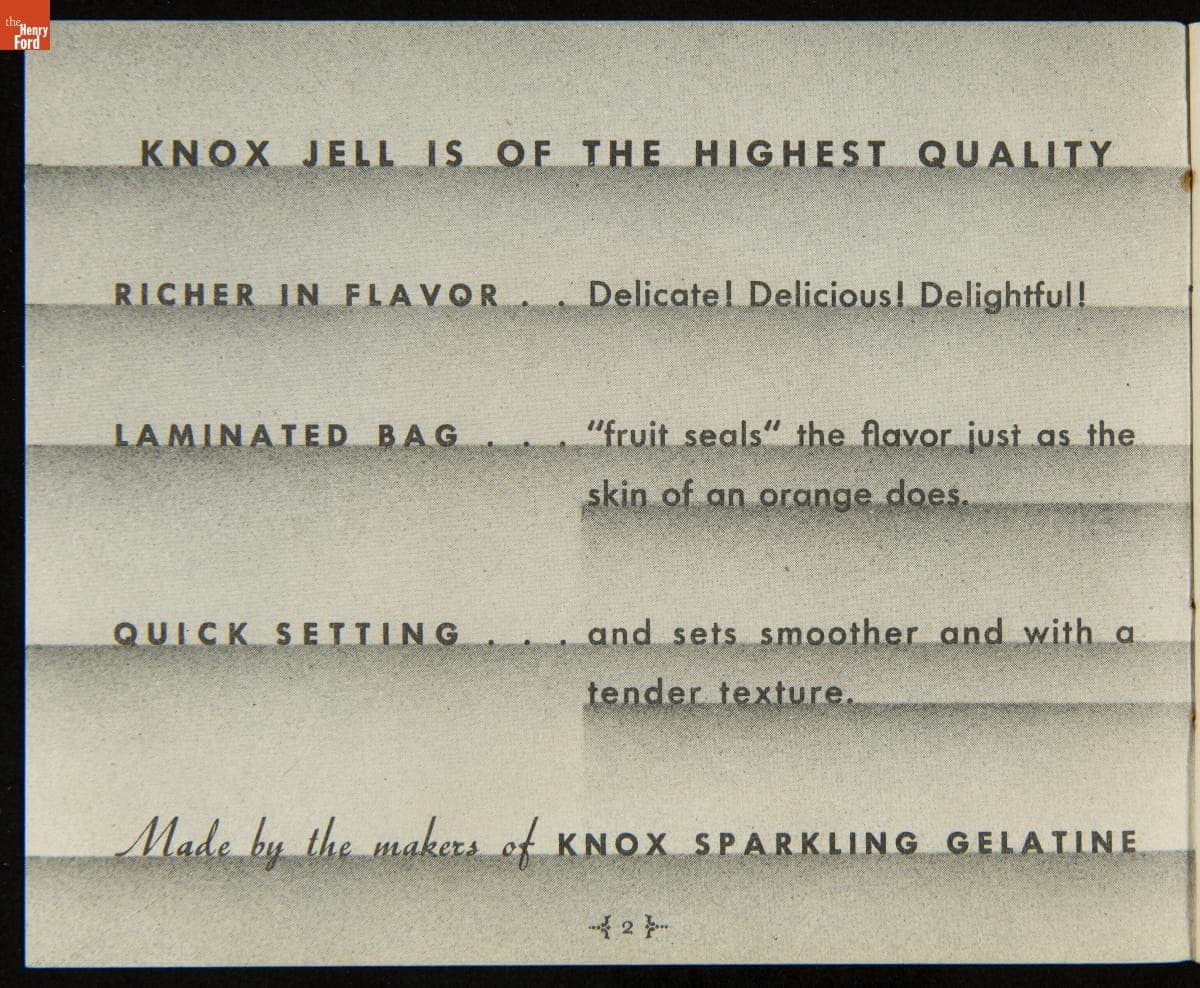 the
Henry
Ford
KNOX JELL IS OF THE HIGHEST QUALITY
RICHER IN FLAVOR . . Delicate! Delicious! Delightful!
LAMINATED BAG . . . “fruit seals“ the flavor just as the
skin of an orange does.
QUICK SETTING . . . and sets smoother and with a
tender texture.
Made by the makers of KNOX SPARKLING GELATINE
2